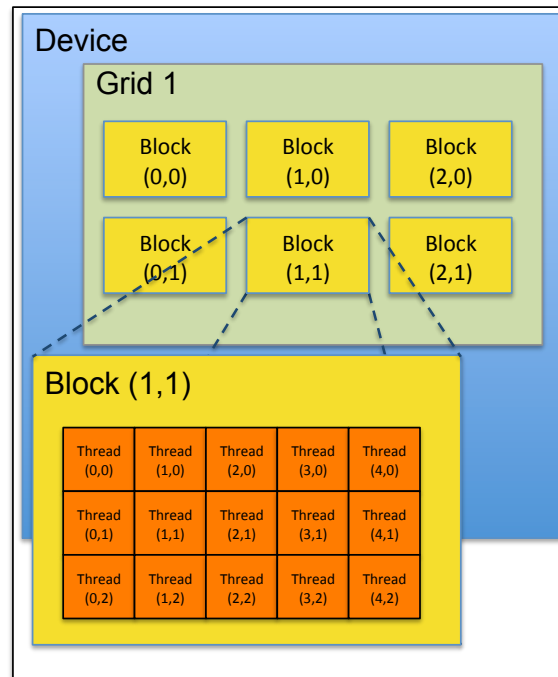 Device
Grid 1
Block
(0,0)
Block
(1,0)
Block
(2,0)
Block
(0,1)
Block
(1,1)
Block
(2,1)
Block (1,1)
Thread
(0,0)
Thread
(1,0)
Thread
(2,0)
Thread
(3,0)
Thread
(4,0)
Thread
(0,1)
Thread
(1,1)
Thread
(2,1)
Thread
(3,1)
Thread
(4,1)
Thread
(0,2)
Thread
(1,2)
Thread
(2,2)
Thread
(3,2)
Thread
(4,2)